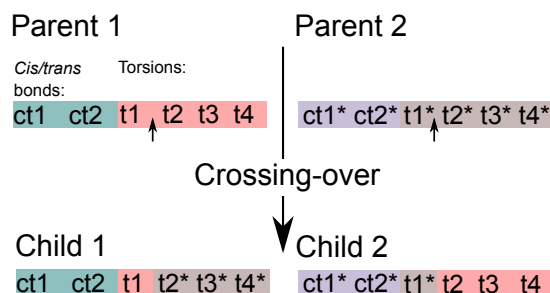 Parent 1
Parent 2
Cis/trans
bonds:
Torsions:
ct1 ct2 t1 t2 t3 t4
ct1* ct2* t1* t2* t3* t4*
Crossing-over
Child 1
Child 2
ct1 ct2 t1 t2* t3* t4*
ct1* ct2* t1* t2 t3 t4